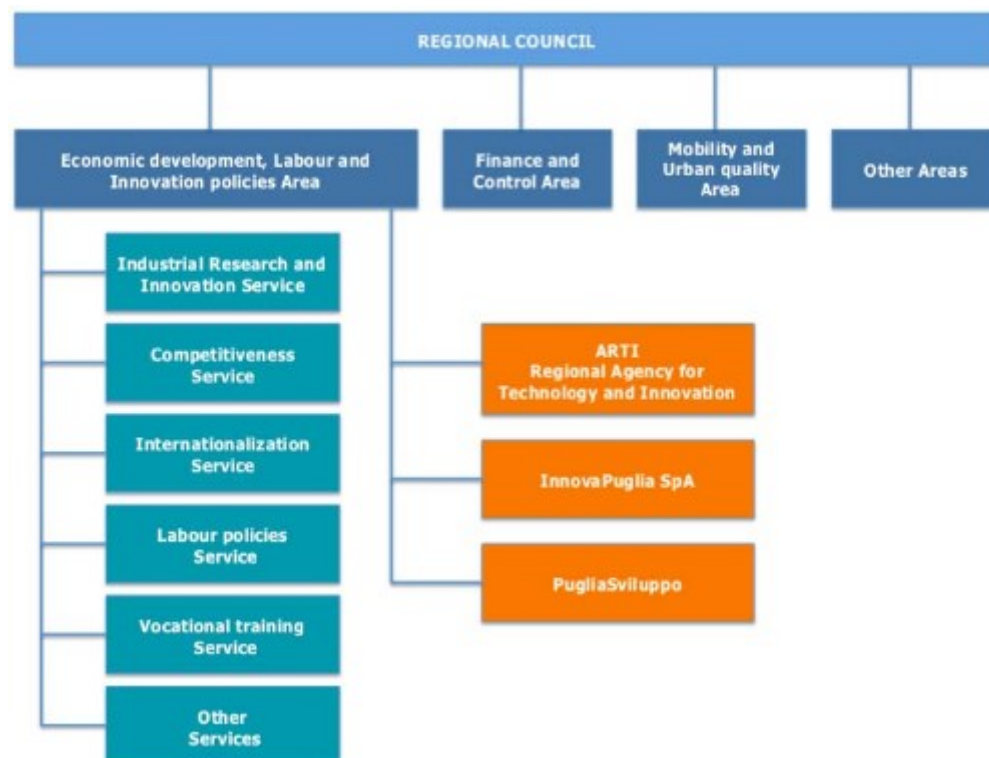 REGIONAL COUNCIL
Economic development, Labour and
Innovation policies Area
Finance and
Control Area
Mobility and
Urban quality
Area
Other Areas
Industrial Research and
Innovation Service
Competitiveness
Service
Internationalization
Service
Labour policies
Service
Vocational training
Service
Other
Services
ARTI
Regional Agency for
Technology and Innovation
InnovaPuglia SpA
PugliaSviluppo